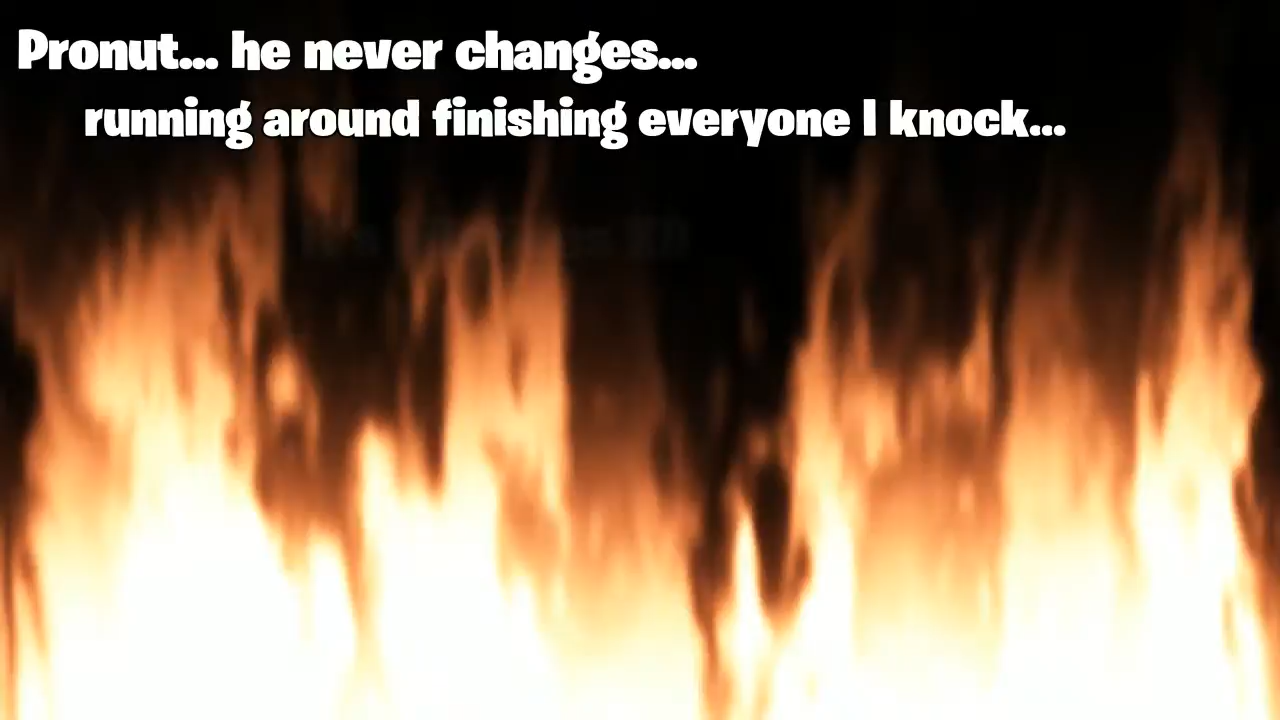 Pronut... he never changes...
running around finishing everyone I knock...